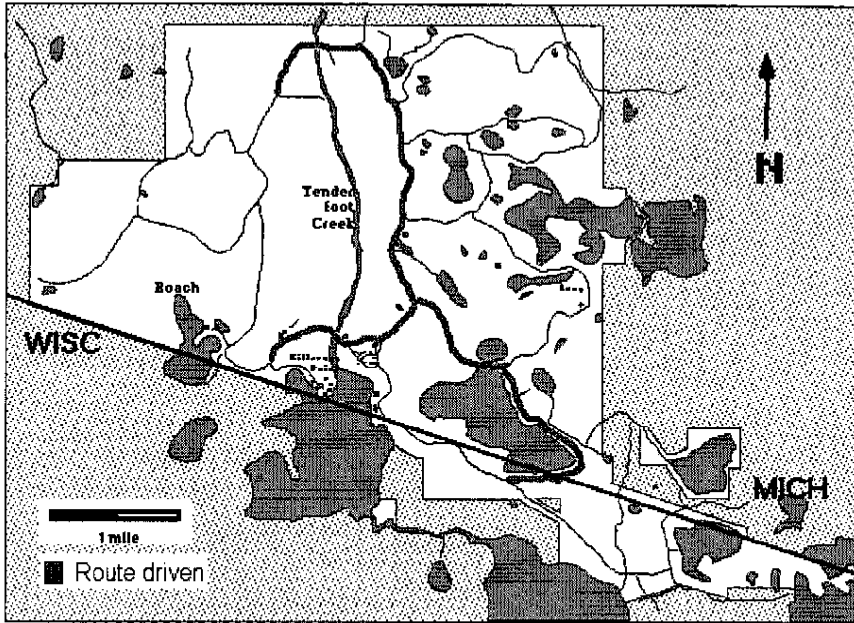 N
Tender
Foot
Creek
Roach
WISC
MICH
1 mile
Route driven